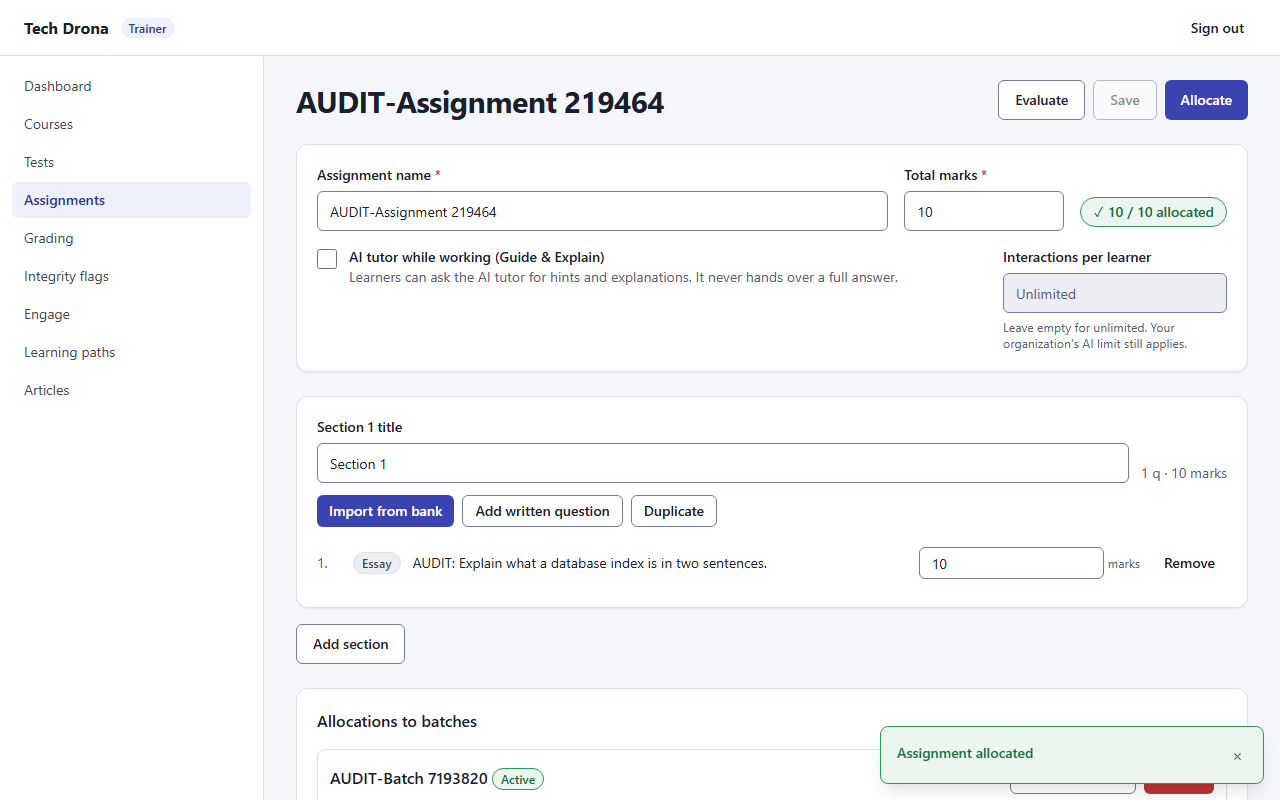 Tech Drona Trainer Sign out
Dashboard
Courses
Tests
Assignments
Grading
Integrity flags
Engage
Learning paths
Articles
AUDIT-Assignment 219464
Evaluate Save Allocate
Assignment name * Total marks *
AUDIT-Assignment 219464 10 ✓ 10 / 10 allocated
AI tutor while working (Guide & Explain) Interactions per learner
Learners can ask the AI tutor for hints and explanations. It never hands over a full answer.
Unlimited
Leave empty for unlimited. Your
organization's AI limit still applies.
Section 1 title
Section 1 1 q · 10 marks
Import from bank Add written question Duplicate
1. Essay AUDIT: Explain what a database index is in two sentences. 10 marks Remove
Add section
Allocations to batches
AUDIT-Batch 7193820 Active
Assignment allocated ×